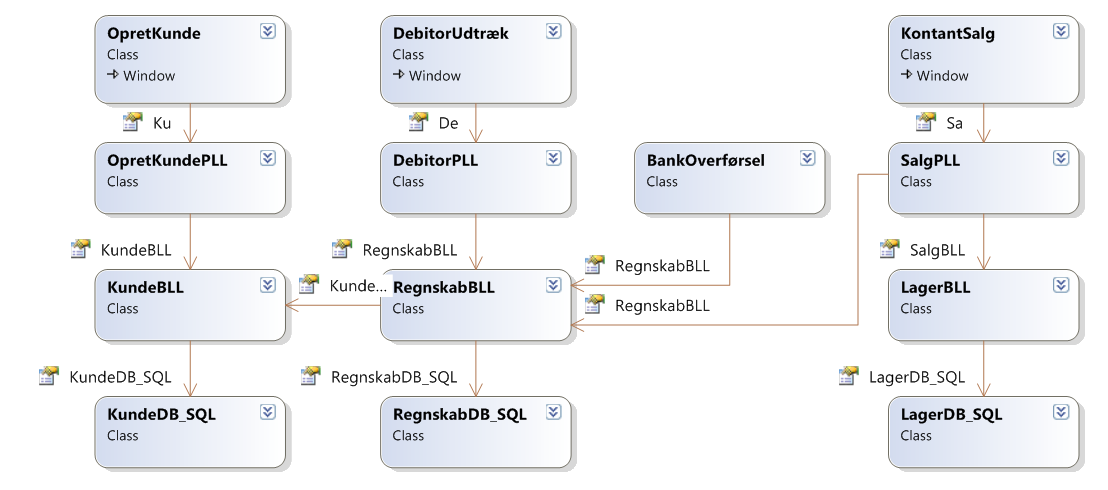 OpretKunde
Class
Window
DebitorUdtræk
Class
Window
KontantSalg
Class
Window
Ku
De
Sa
OpretKundePLL
Class
DebitorPLL
Class
BankOverførsel
Class
SalgPLL
Class
KundeBLL
RegnskabBLL
RegnskabBLL
SalgBLL
KundeBLL
Class
Kunde...
RegnskabBLL
Class
RegnskabBLL
LagerBLL
Class
KundeDB_SQL
RegnskabDB_SQL
LagerDB_SQL
KundeDB_SQL
Class
RegnskabDB_SQL
Class
LagerDB_SQL
Class